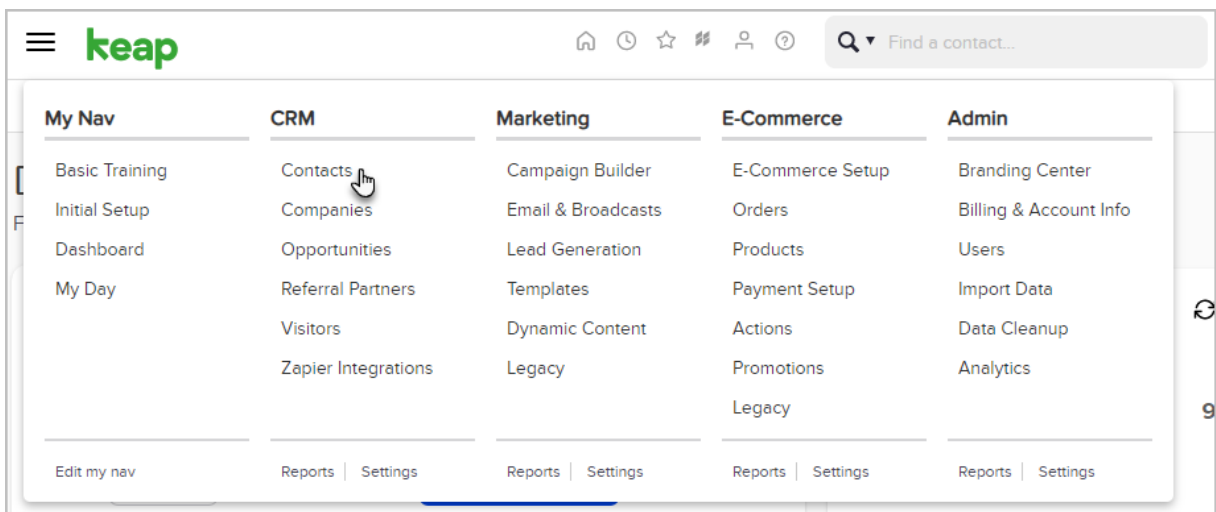 keap
Find a contact...
My Nav
Basic Training
Initial Setup
Dashboard
My Day
Edit my nav
CRM
Contacts
Companies
Opportunities
Referral Partners
Visitors
Zapier Integrations
Reports | Settings
Marketing
Campaign Builder
Email & Broadcasts
Lead Generation
Templates
Dynamic Content
Legacy
Reports | Settings
E-Commerce
E-Commerce Setup
Orders
Products
Payment Setup
Actions
Promotions
Legacy
Reports | Settings
Admin
Branding Center
Billing & Account Info
Users
Import Data
Data Cleanup
Analytics
Reports | Settings
9